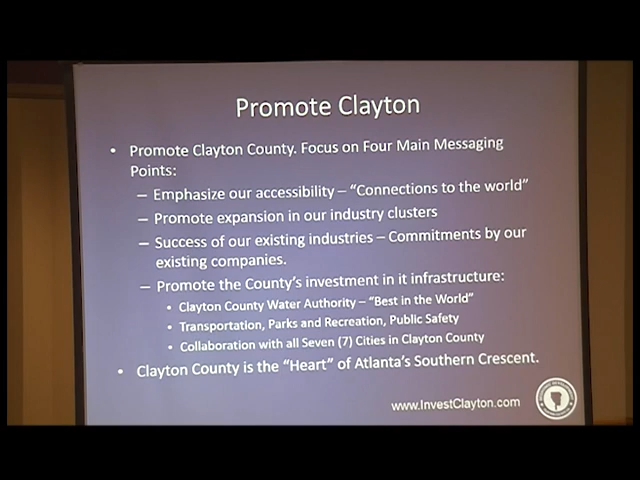 Promote Clayton
• Promote Clayton County. Focus on Four Main Messaging
Points:
– Emphasize our accessibility – “Connections to the world”
– Promote expansion in our industry clusters
– Success of our existing industries – Commitments by our
existing companies.
– Promote the County’s investment in it infrastructure:
• Clayton County Water Authority – “Best in the World”
• Transportation, Parks and Recreation, Public Safety
• Collaboration with all Seven (7) Cities in Clayton County
• Clayton County is the “Heart” of Atlanta’s Southern Crescent.
www.InvestClayton.com